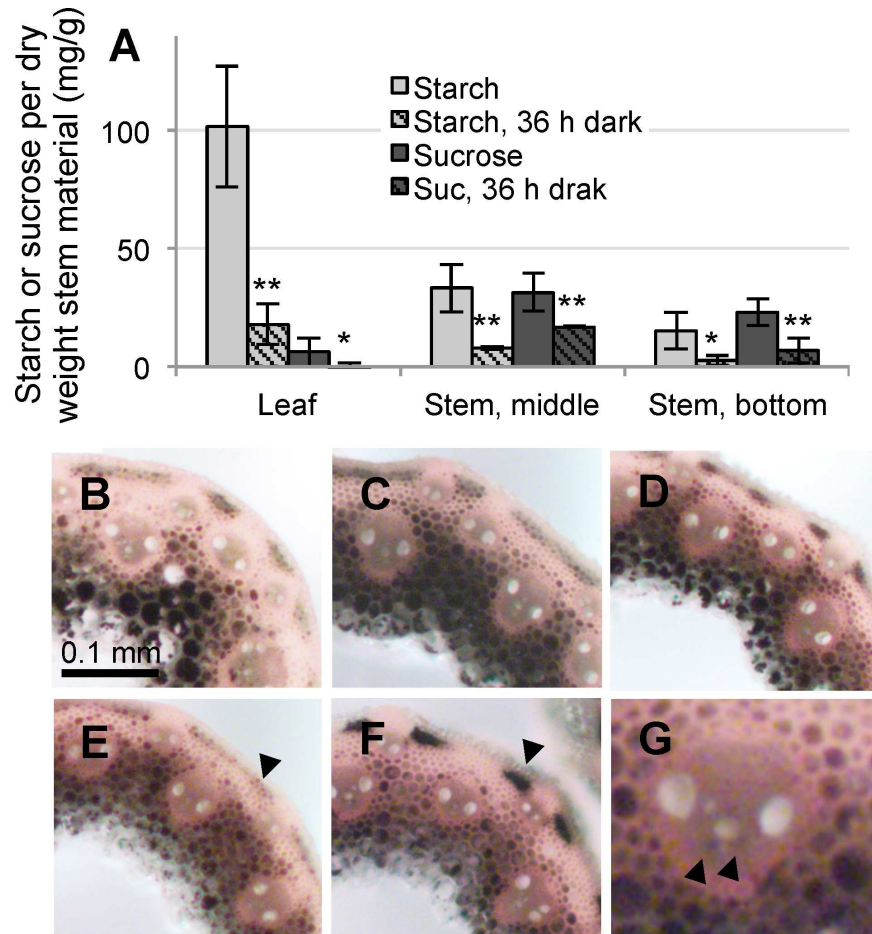 Starch or sucrose per dry
weight stem material (mg/g)
A
100
50
0
Starch
Starch, 36 h dark
Sucrose
Suc, 36 h drak
**
*
**
**
*
**
Leaf
Stem, middle
Stem, bottom
B
C
D
0.1 mm
E
F
G